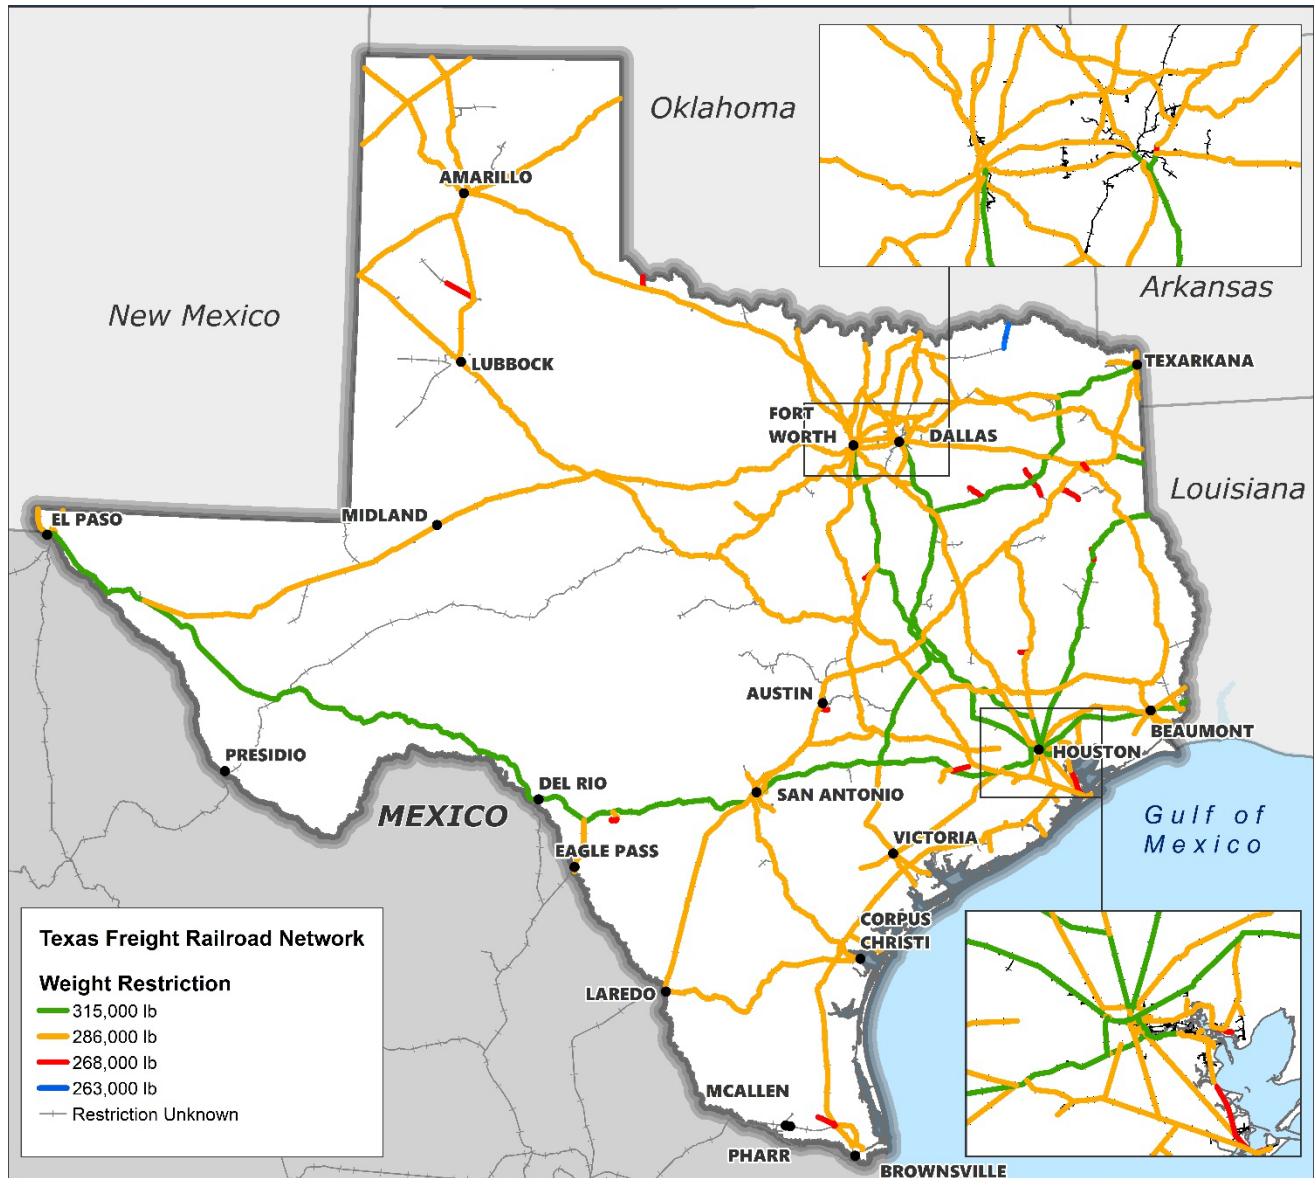 Oklahoma
AMARILLO
Arkansas
New Mexico
LUBBOCK
TEXARKANA
FORT
WORTH
DALLAS
Louisiana
MIDLAND
EL PASO
AUSTIN
BEAUMONT
HOUSTON
PRESIDIO
DEL RIO
SAN ANTONIO
MEXICO
Gulf of
Mexico
VICTORIA
EAGLE PASS
CORPUS
CHRISTI
LAREDO
MCALLEN
PHARR
BROWNSVILLE
Texas Freight Railroad Network
Weight Restriction
315,000 lb
286,000 lb
268,000 lb
263,000 lb
Restriction Unknown